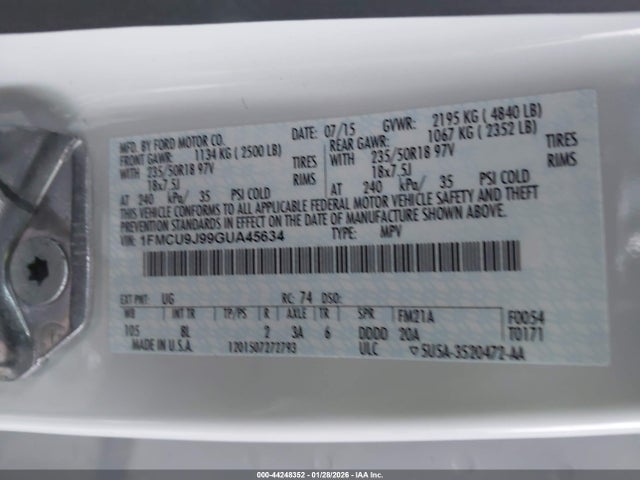 MFD. BY FORD MOTOR CO. DATE: 07/15 GVWR: 2195 KG ( 4840 LB)
FRONT GAWR: 1134 KG ( 2500 LB) REAR GAWR: 1067 KG ( 2352 LB)
WITH 235/50R18 97V TIRES WITH 235/50R18 97V TIRES
18x7.5J RIMS 18x7.5J RIMS
AT 240 kPa/ 35 PSI COLD AT 240 kPa/ 35 PSI COLD
THIS VEHICLE CONFORMS TO ALL APPLICABLE FEDERAL MOTOR VEHICLE SAFETY AND THEFT
PREVENTION STANDARDS IN EFFECT ON THE DATE OF MANUFACTURE SHOWN ABOVE.
VIN: 1FMCU9J99GUA45634 TYPE: MPV
EXT PNT: UG RC: 74 DSO:
WB INT TR TP/PS R AXLE TR SPR FM21A F0054
105 BL 2 3A 6 DDDD 20A T0171
MADE IN U.S.A. 1201507272793 ULC ▽5U5A-3520472-AA
000-44248352 | 01/28/2026 - IAA Inc.